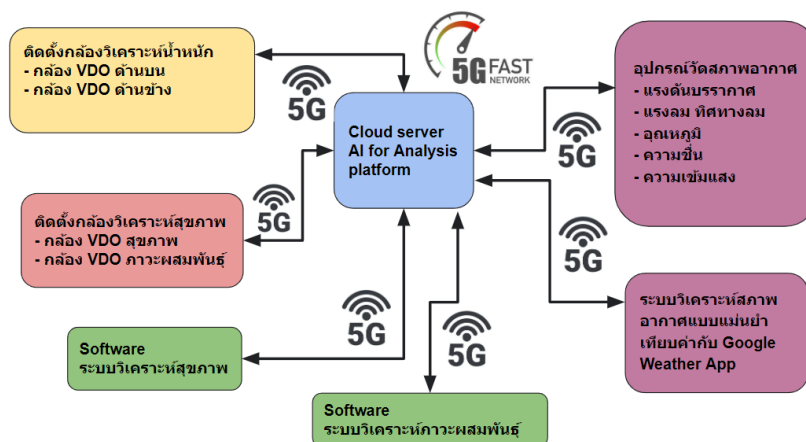 ติดตั้งกล้องวิเคราะห์น้ำหนัก
- กล้อง VDO ด้านบน
- กล้อง VDO ด้านข้าง
5G
5G FAST
NETWORK
Cloud server
AI for Analysis
platform
5G
อุปกรณ์วัดสภาพอากาศ
- แรงดันบรรากาศ
- แรงลม ทิศทางลม
- อุณเหภูมิ
- ความชื่น
- ความเข้มแสง
ติดตั้งกล้องวิเคราะห์สุขภาพ
- กล้อง VDO สุขภาพ
- กล้อง VDO ภาวะผสมพันธุ์
5G
5G
ระบบวิเคราะห์สภาพ
อากาศแบบแม่นยำ
เทียบค่ากับ Google
Weather App
Software
ระบบวิเคราะห์สุขภาพ
5G
5G
Software
ระบบวิเคราะห์ภาวะผสมพันธุ์